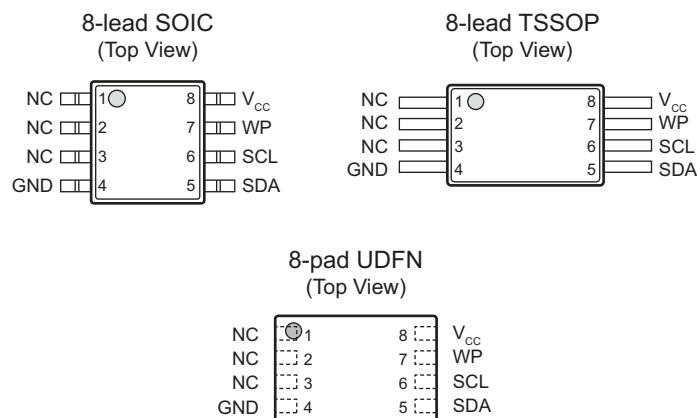 8-lead SOIC
(Top View)
NC 1 8 VCC
NC 2 7 WP
NC 3 6 SCL
GND 4 5 SDA
8-lead TSSOP
(Top View)
NC 1 8 VCC
NC 2 7 WP
NC 3 6 SCL
GND 4 5 SDA
8-pad UDFN
(Top View)
NC 1 8 VCC
NC 2 7 WP
NC 3 6 SCL
GND 4 5 SDA